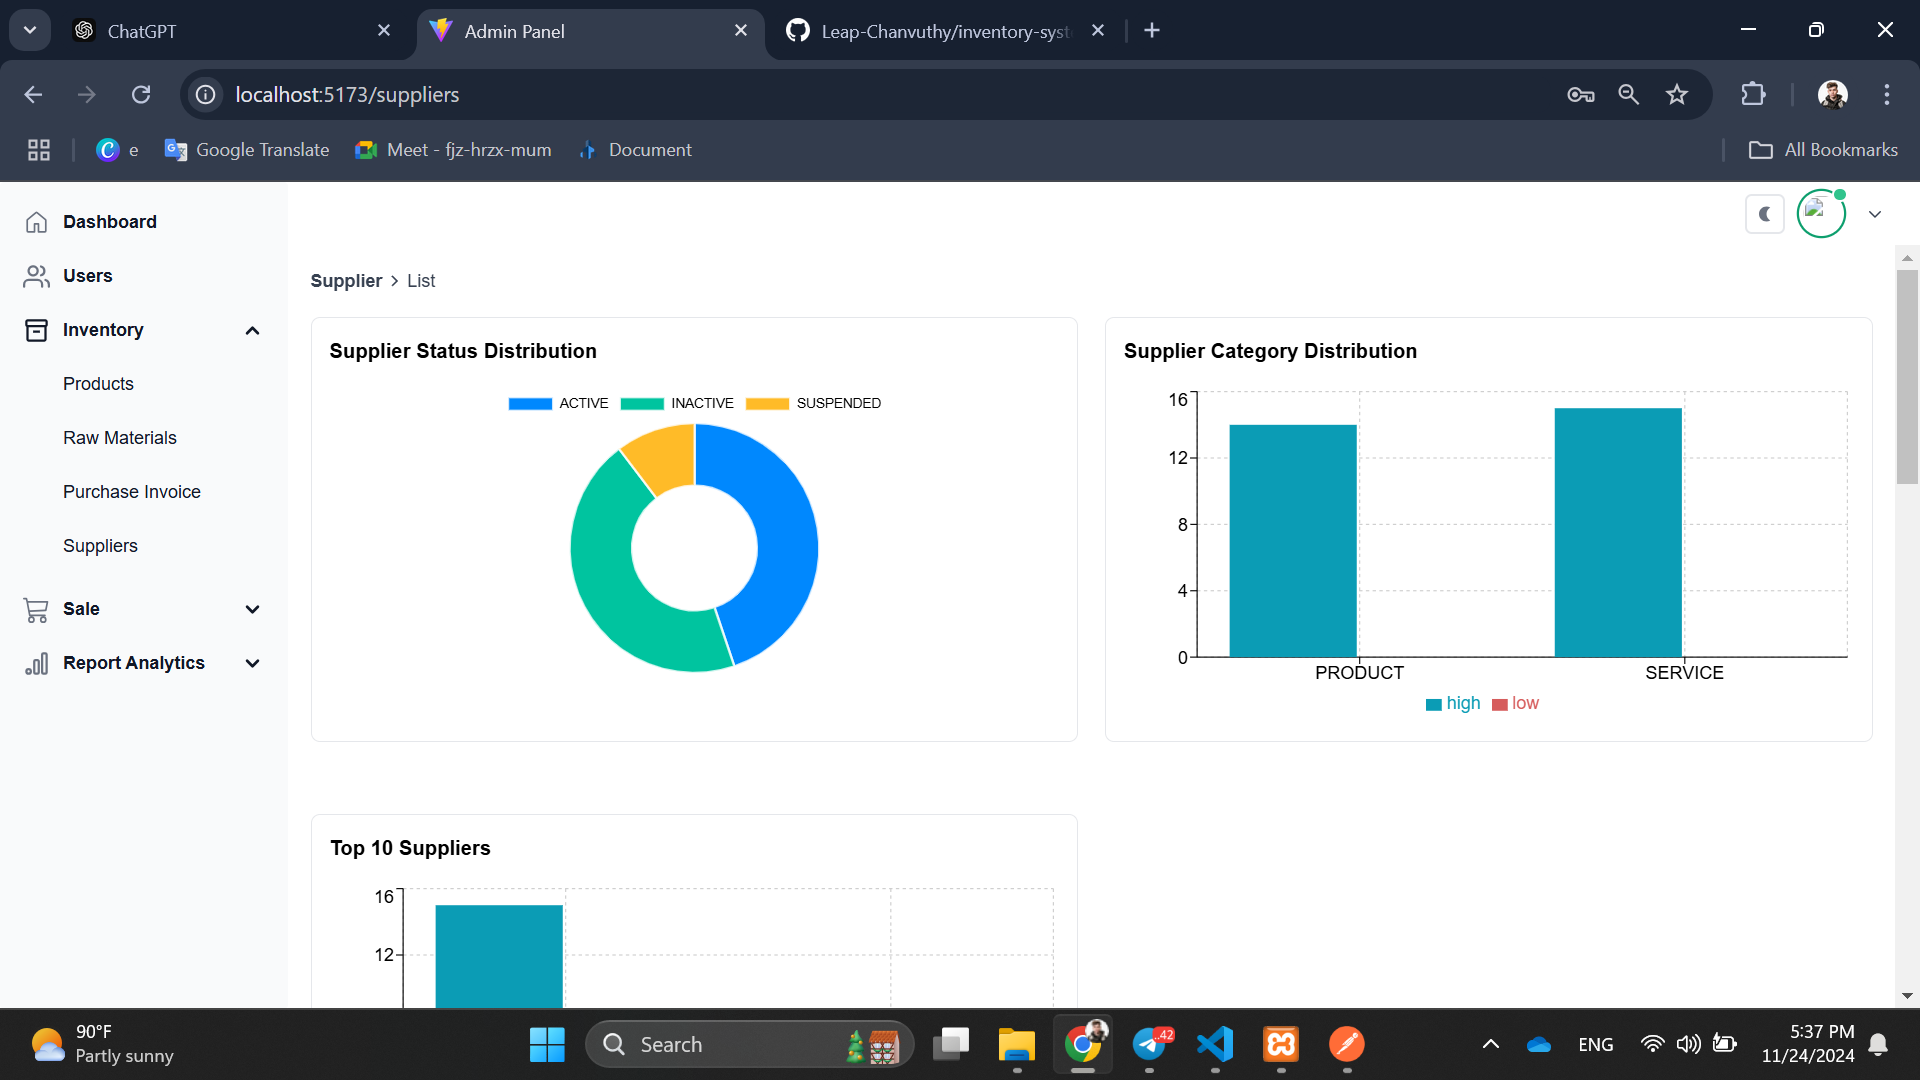 ChatGPT
Admin Panel
Leap-Chanvuthy/inventory-syst
localhost:5173/suppliers
e
Google Translate
Meet - fjz-hrzx-mum
Document
All Bookmarks
Dashboard
Users
Inventory
Products
Raw Materials
Purchase Invoice
Suppliers
Sale
Report Analytics
Supplier > List
Supplier Status Distribution
ACTIVE INACTIVE SUSPENDED
Supplier Category Distribution
16
12
8
4
0
PRODUCT SERVICE
high low
Top 10 Suppliers
16
12
90°F
Partly sunny
Search
..42
ENG
5:37 PM
11/24/2024